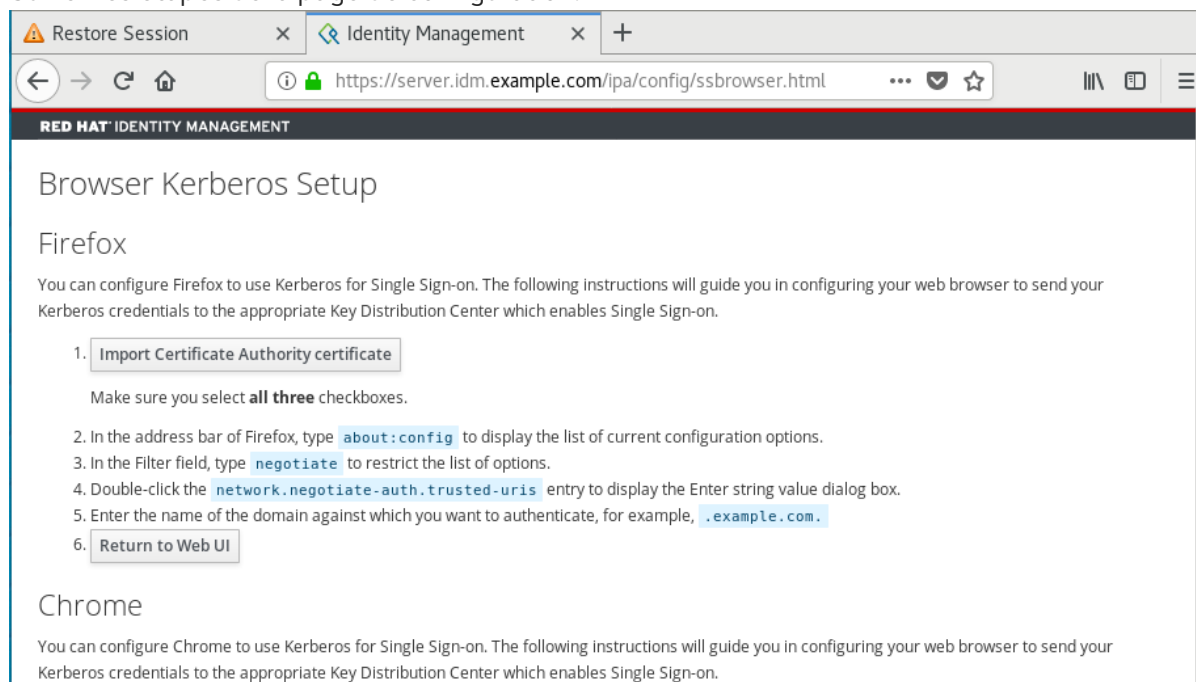 Restore Session
Identity Management
https://server.idm.example.com/ipa/config/ssbrowser.html
RED HAT® IDENTITY MANAGEMENT
Browser Kerberos Setup
Firefox
You can configure Firefox to use Kerberos for Single Sign-on. The following instructions will guide you in configuring your web browser to send your
Kerberos credentials to the appropriate Key Distribution Center which enables Single Sign-on.
1. Import Certificate Authority certificate
Make sure you select all three checkboxes.
2. In the address bar of Firefox, type about:config to display the list of current configuration options.
3. In the Filter field, type negotiate to restrict the list of options.
4. Double-click the network.negotiate-auth.trusted-uris entry to display the Enter string value dialog box.
5. Enter the name of the domain against which you want to authenticate, for example, .example.com.
6. Return to Web UI
Chrome
You can configure Chrome to use Kerberos for Single Sign-on. The following instructions will guide you in configuring your web browser to send your
Kerberos credentials to the appropriate Key Distribution Center which enables Single Sign-on.